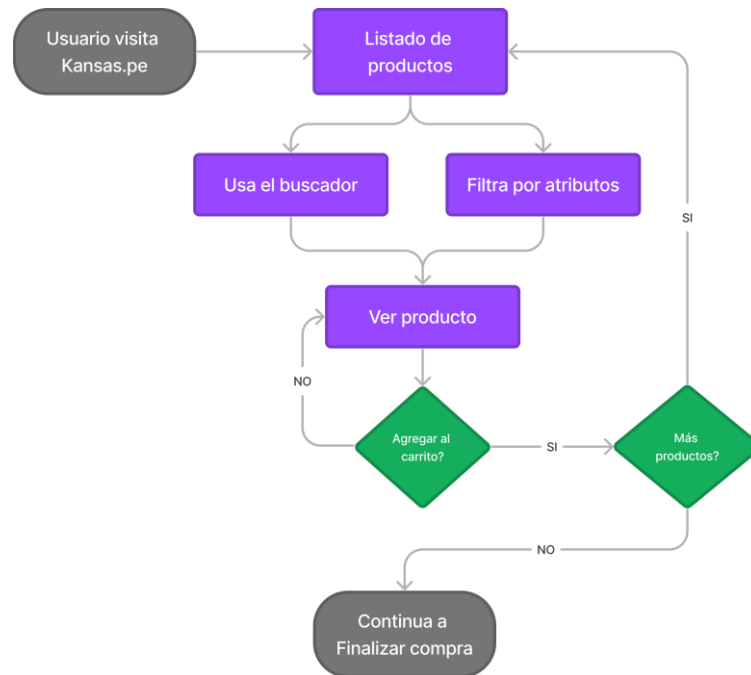 Usuario visita
Kansas.pe
Listado de
productos
Usa el buscador
Filtra por atributos
SI
Ver producto
NO
Agregar al
carrito?
SI
Más
productos?
NO
Continua a
Finalizar compra